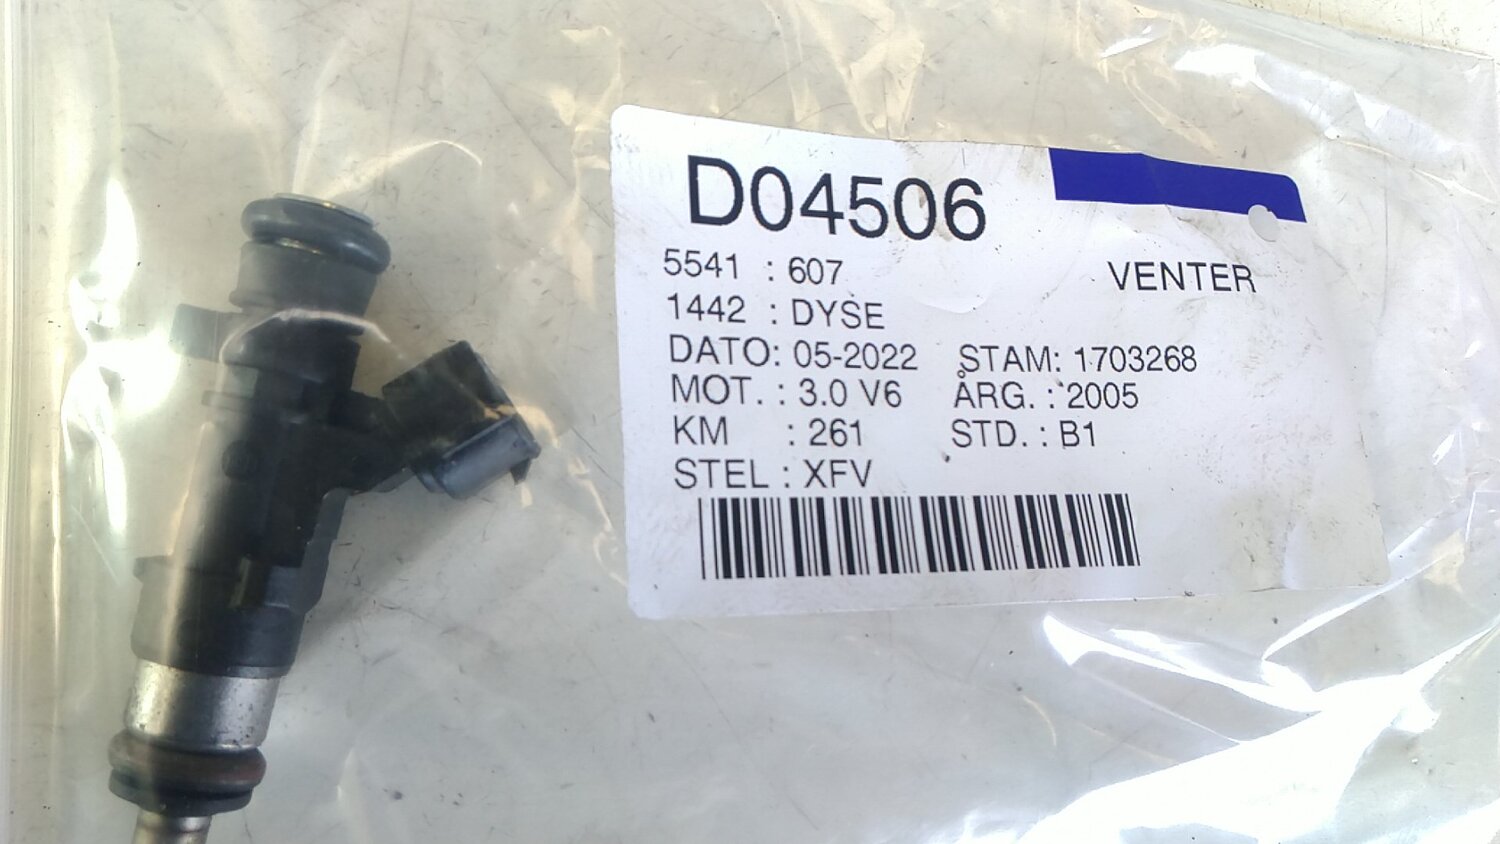 D04506
5541 : 607 VENTER
1442 : DYSE
DATO: 05-2022 STAM: 1703268
MOT. : 3.0 V6 ÅRG. : 2005
KM : 261 STD. : B1
STEL : XFV